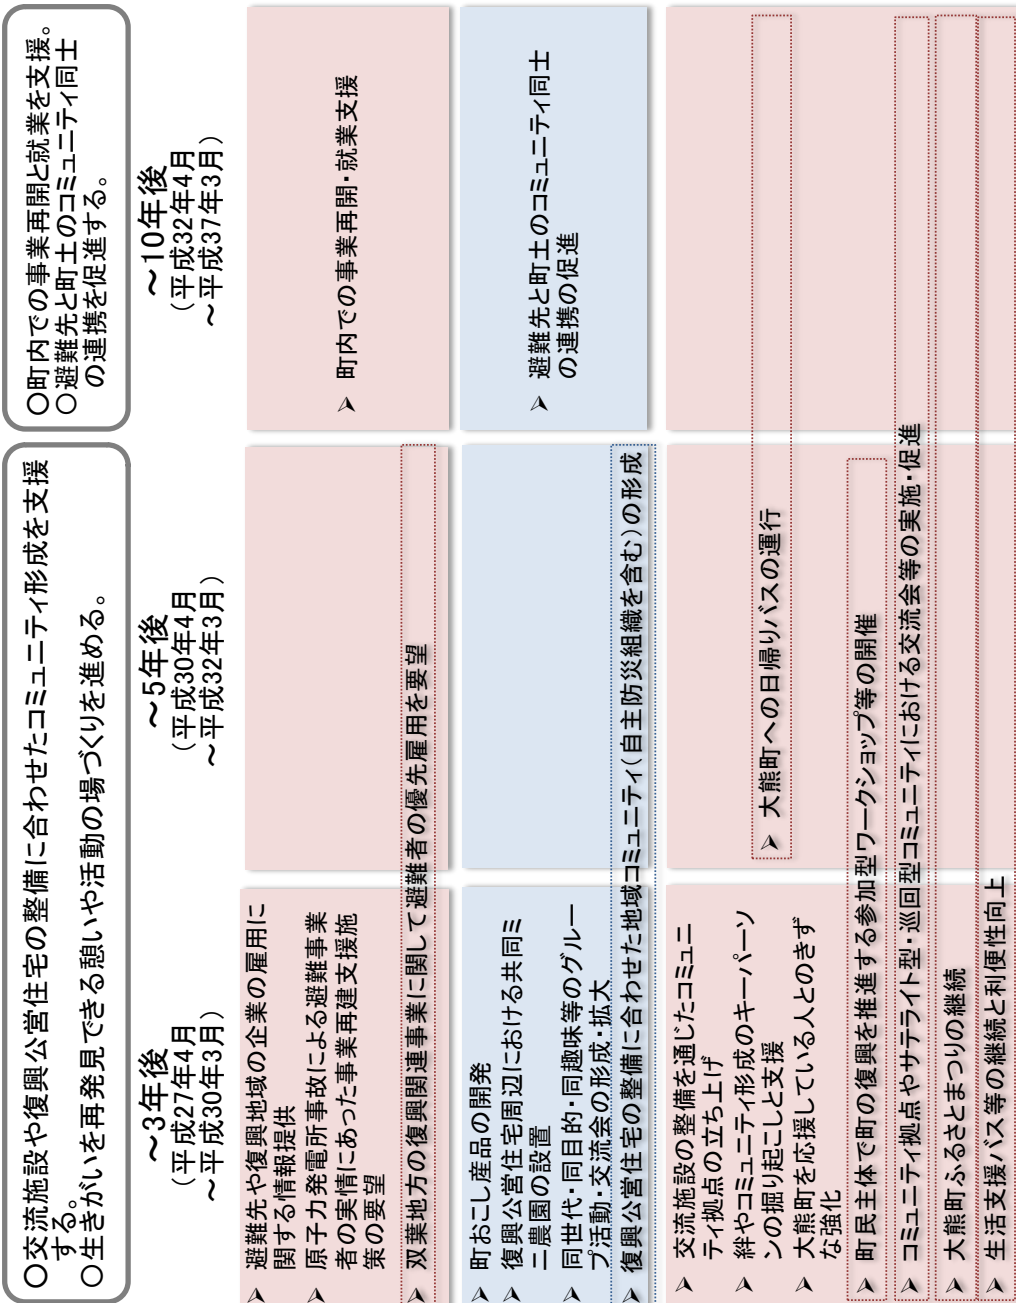 〇交流施設や復興公営住宅の整備に合わせたコミュニティ形成を支援
する。
〇生きがいを再発見できる憩いや活動の場づくりを進める。
〇町内での事業再開と就業を支援。
〇避難先と町土のコミュニティ同士
の連携を促進する。
～3年後
（平成27年4月
～平成30年3月）
～5年後
（平成30年4月
～平成32年3月）
～10年後
（平成32年4月
～平成37年3月）
➢ 避難先や復興地域の企業の雇用に
関する情報提供
➢ 原子力発電所事故による避難事業
者の実情にあった事業再建支援施
策の要望
➢ 双葉地方の復興関連事業に関して避難者の優先雇用を要望
➢ 町内での事業再開・就業支援
➢ 町おこし産品の開発
➢ 復興公営住宅周辺における共同ミ
ニ農園の設置
➢ 同世代・同目的・同趣味等のグルー
プ活動・交流会の形成・拡大
➢ 復興公営住宅の整備に合わせた地域コミュニティ（自主防災組織を含む）の形成
➢ 避難先と町土のコミュニティ同士
の連携の促進
➢ 交流施設の整備を通じたコミュニ
ティ拠点の立ち上げ
➢ 絆やコミュニティ形成のキーパーソ
ンの掘り起こしと支援
➢ 大熊町を応援している人とのきず
な強化
➢ 大熊町への日帰りバスの運行
➢ 町民主体で町の復興を推進する参加型ワークショップ等の開催
➢ コミュニティ拠点やサテライト型・巡回型コミュニティにおける交流会等の実施・促進
➢ 大熊町ふるさとまつりの継続
➢ 生活支援バス等の継続と利便性向上